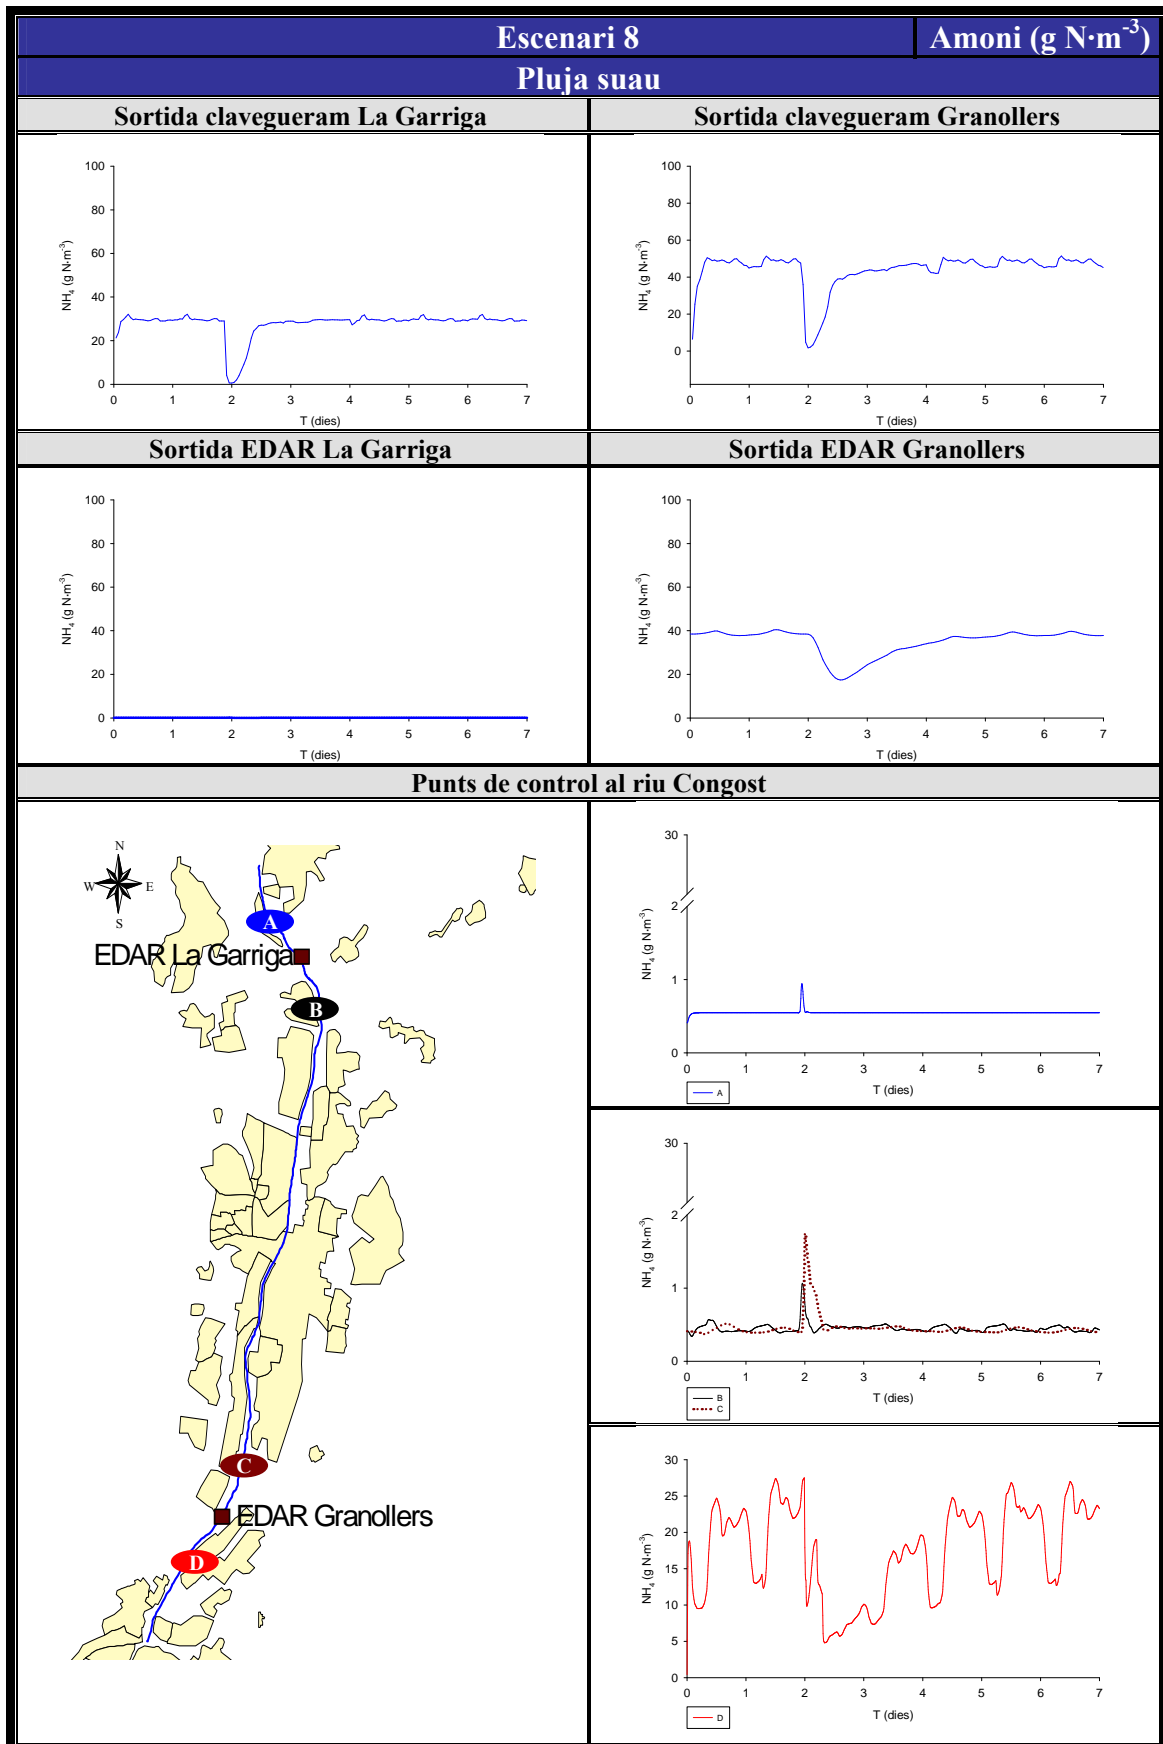 Escenari 8
Amoni (g N·m-3)
Pluja suau
Sortida clavegueram La Garriga
Sortida clavegueram Granollers
NH4 (g N·m-3)
100
80
60
40
20
0
0 1 2 3 4 5 6 7
T (dies)
NH4 (g N·m-3)
100
80
60
40
20
0
0 1 2 3 4 5 6 7
T (dies)
Sortida EDAR La Garriga
Sortida EDAR Granollers
NH4 (g N·m-3)
100
80
60
40
20
0
0 1 2 3 4 5 6 7
T (dies)
NH4 (g N·m-3)
100
80
60
40
20
0
0 1 2 3 4 5 6 7
T (dies)
Punts de control al riu Congost
N
W E
S
A
EDAR La Garriga
B
C
EDAR Granollers
D
NH4 (g N·m-3)
30
2
1
0
0 1 2 3 4 5 6 7
T (dies)
A
NH4 (g N·m-3)
30
2
1
0
0 1 2 3 4 5 6 7
T (dies)
B
C
NH4 (g N·m-3)
30
25
20
15
10
5
0
0 1 2 3 4 5 6 7
T (dies)
D